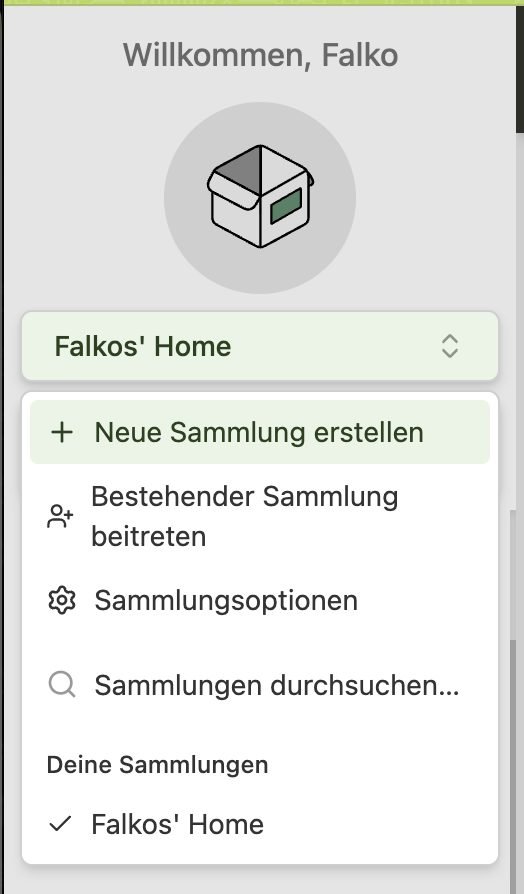 Willkommen, Falko
Falkos' Home
Neue Sammlung erstellen
Bestehender Sammlung
beitreten
Sammlungsoptionen
Sammlungen durchsuchen...
Deine Sammlungen
Falkos' Home